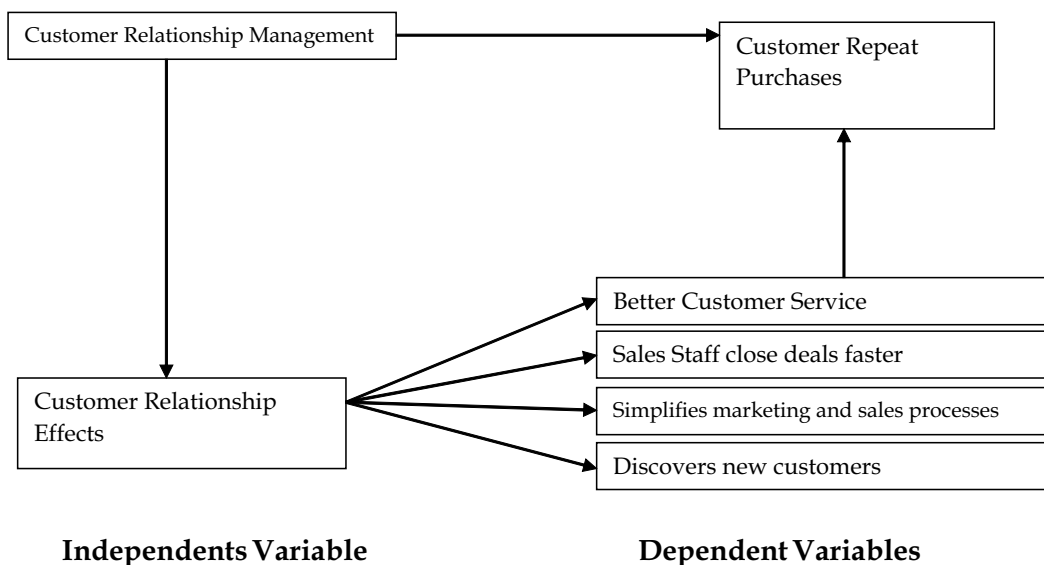 Customer Relationship Management
Customer Repeat
Purchases
Better Customer Service
Sales Staff close deals faster
Customer Relationship
Effects
Simplifies marketing and sales processes
Discovers new customers
Independents Variable
Dependent Variables